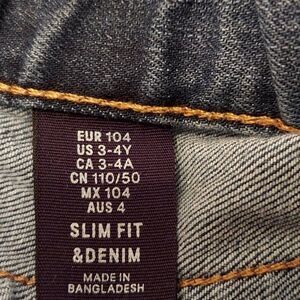 EUR 104
US 3-4Y
CA 3-4A
CN 110/50
MX 104
AUS 4
SLIM FIT
&DENIM
MADE IN
BANGLADESH